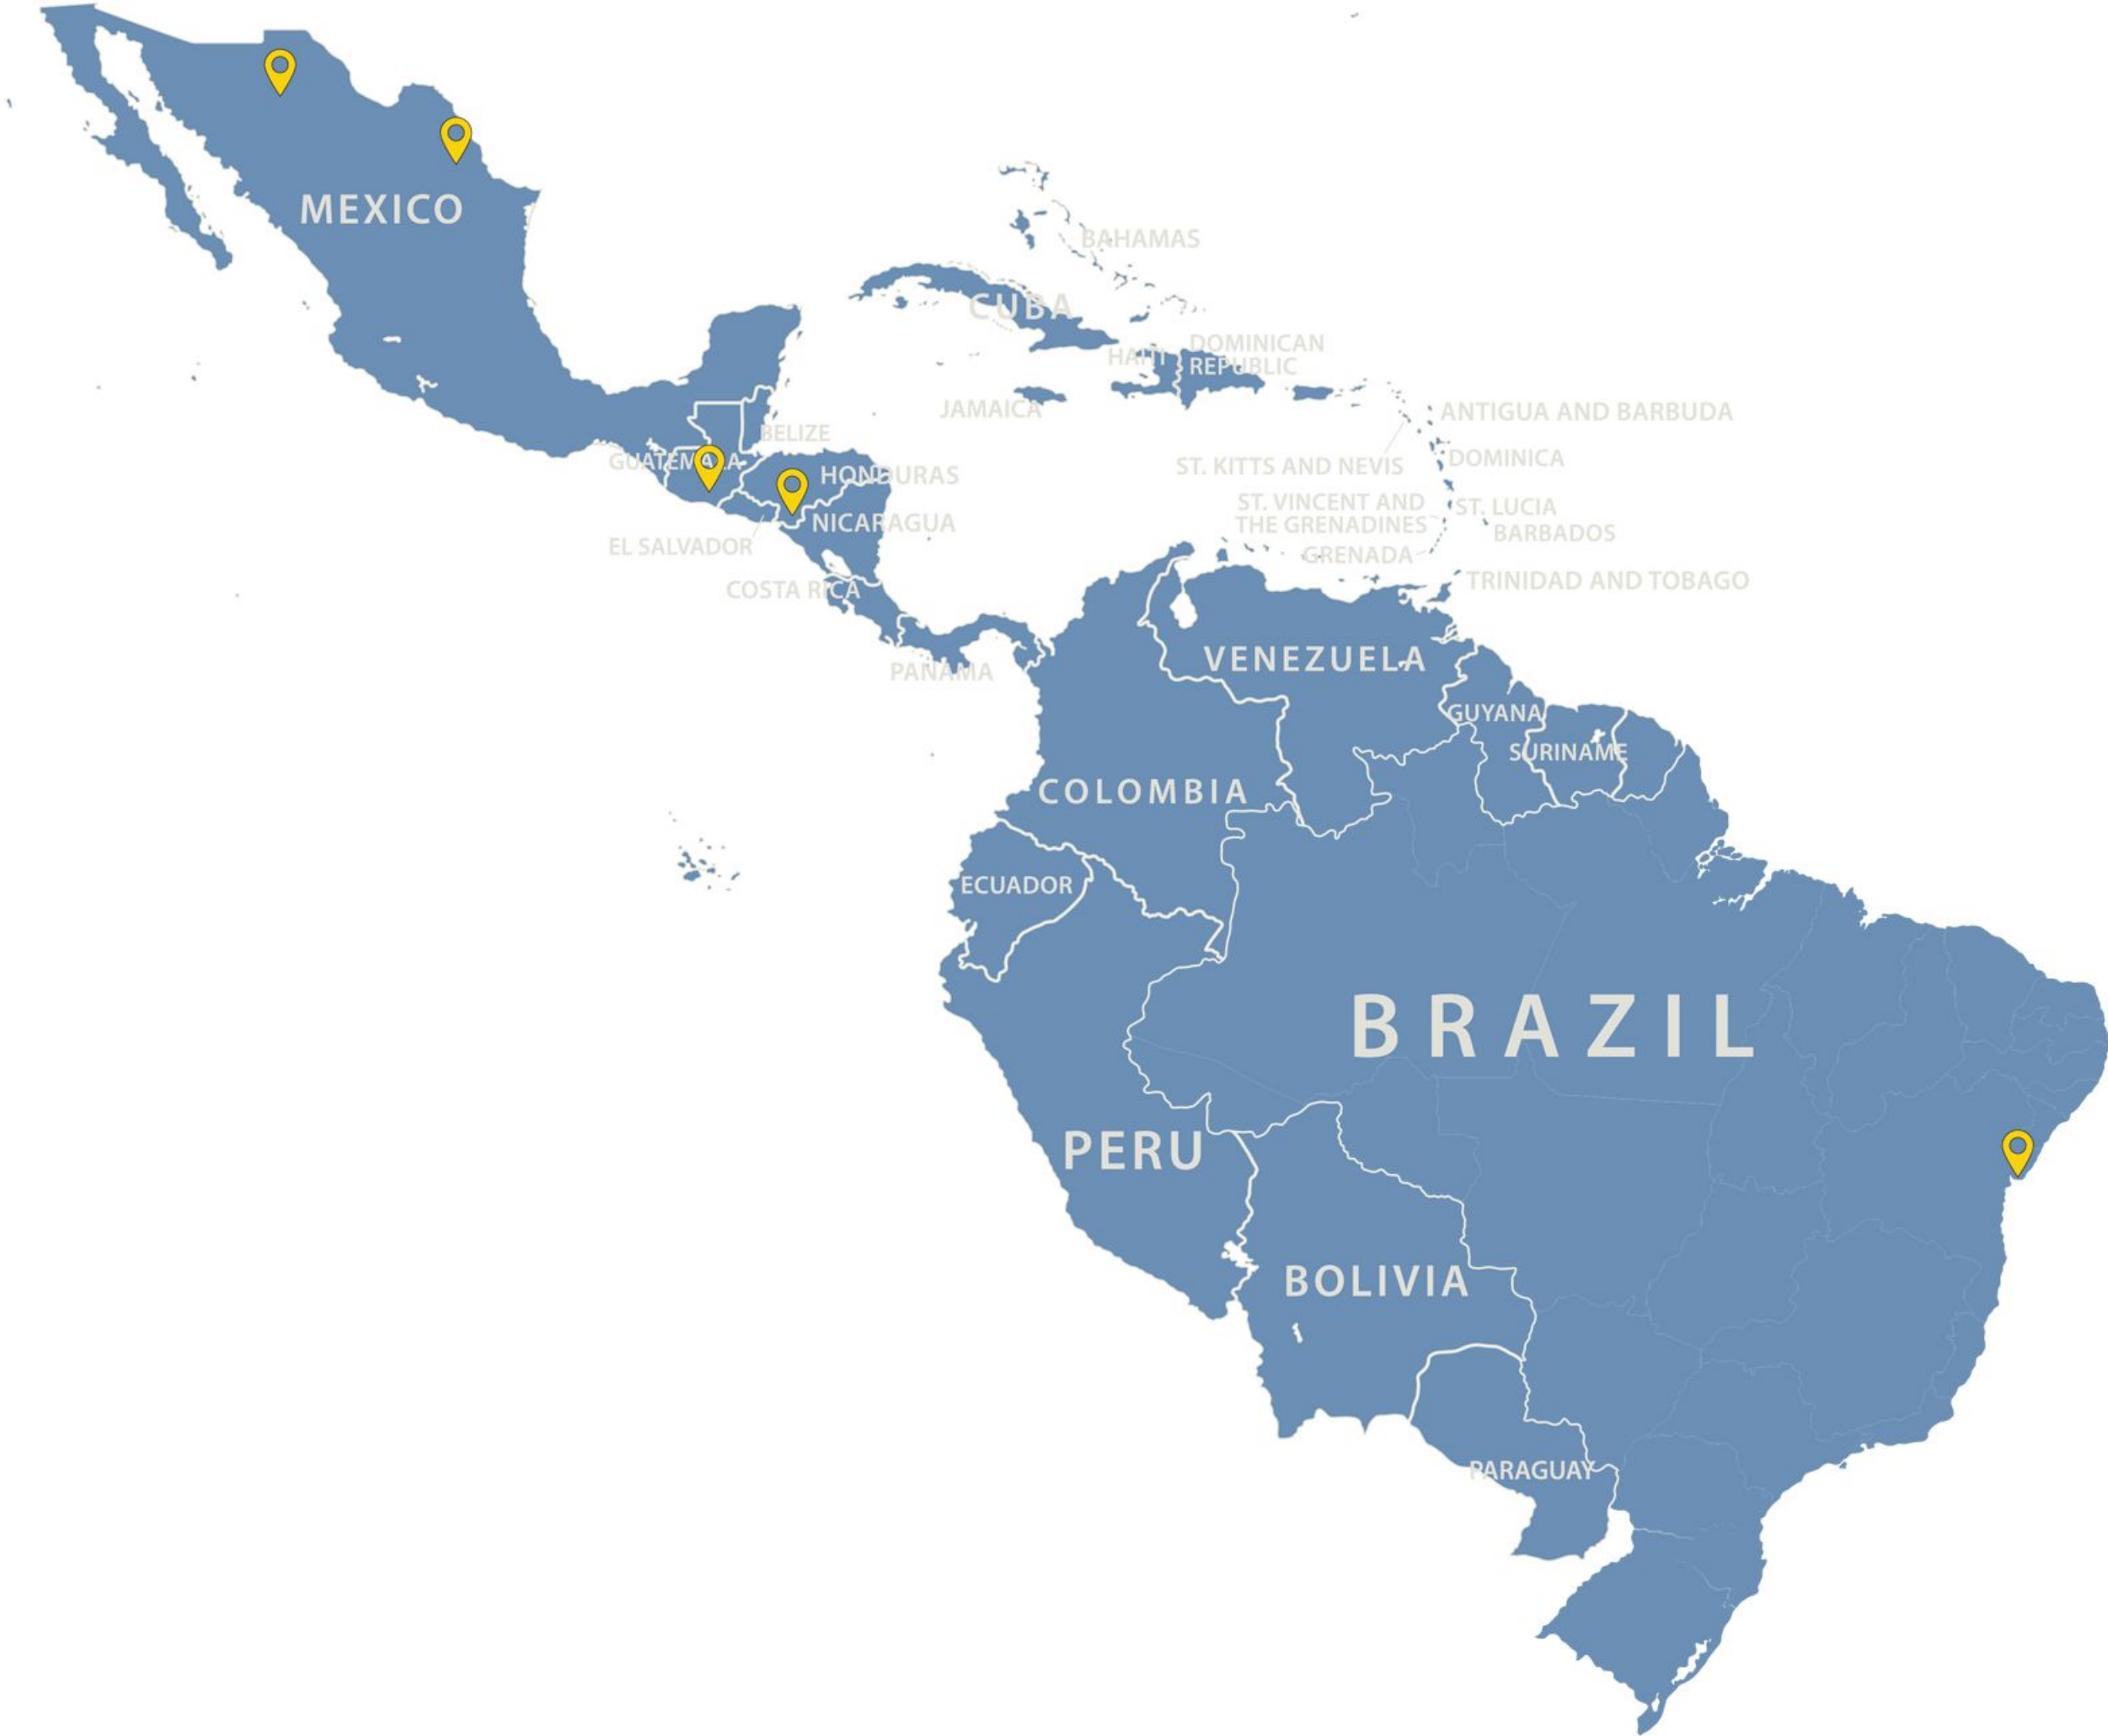 MEXICO
BAHAMAS
CUBA
DOMINICAN
REPUBLIC
HAITI
JAMAICA
ANTIGUA AND BARBUDA
BELIZE
GUATEMALA
HONDURAS
ST. KITTS AND NEVIS
DOMINICA
ST. VINCENT AND
THE GRENADINES
ST. LUCIA
NICARAGUA
BARBADOS
EL SALVADOR
GRENADA
TRINIDAD AND TOBAGO
COSTA RICA
PANAMA
VENEZUELA
GUYANA
SURINAME
COLOMBIA
ECUADOR
BRAZIL
PERU
BOLIVIA
PARAGUAY